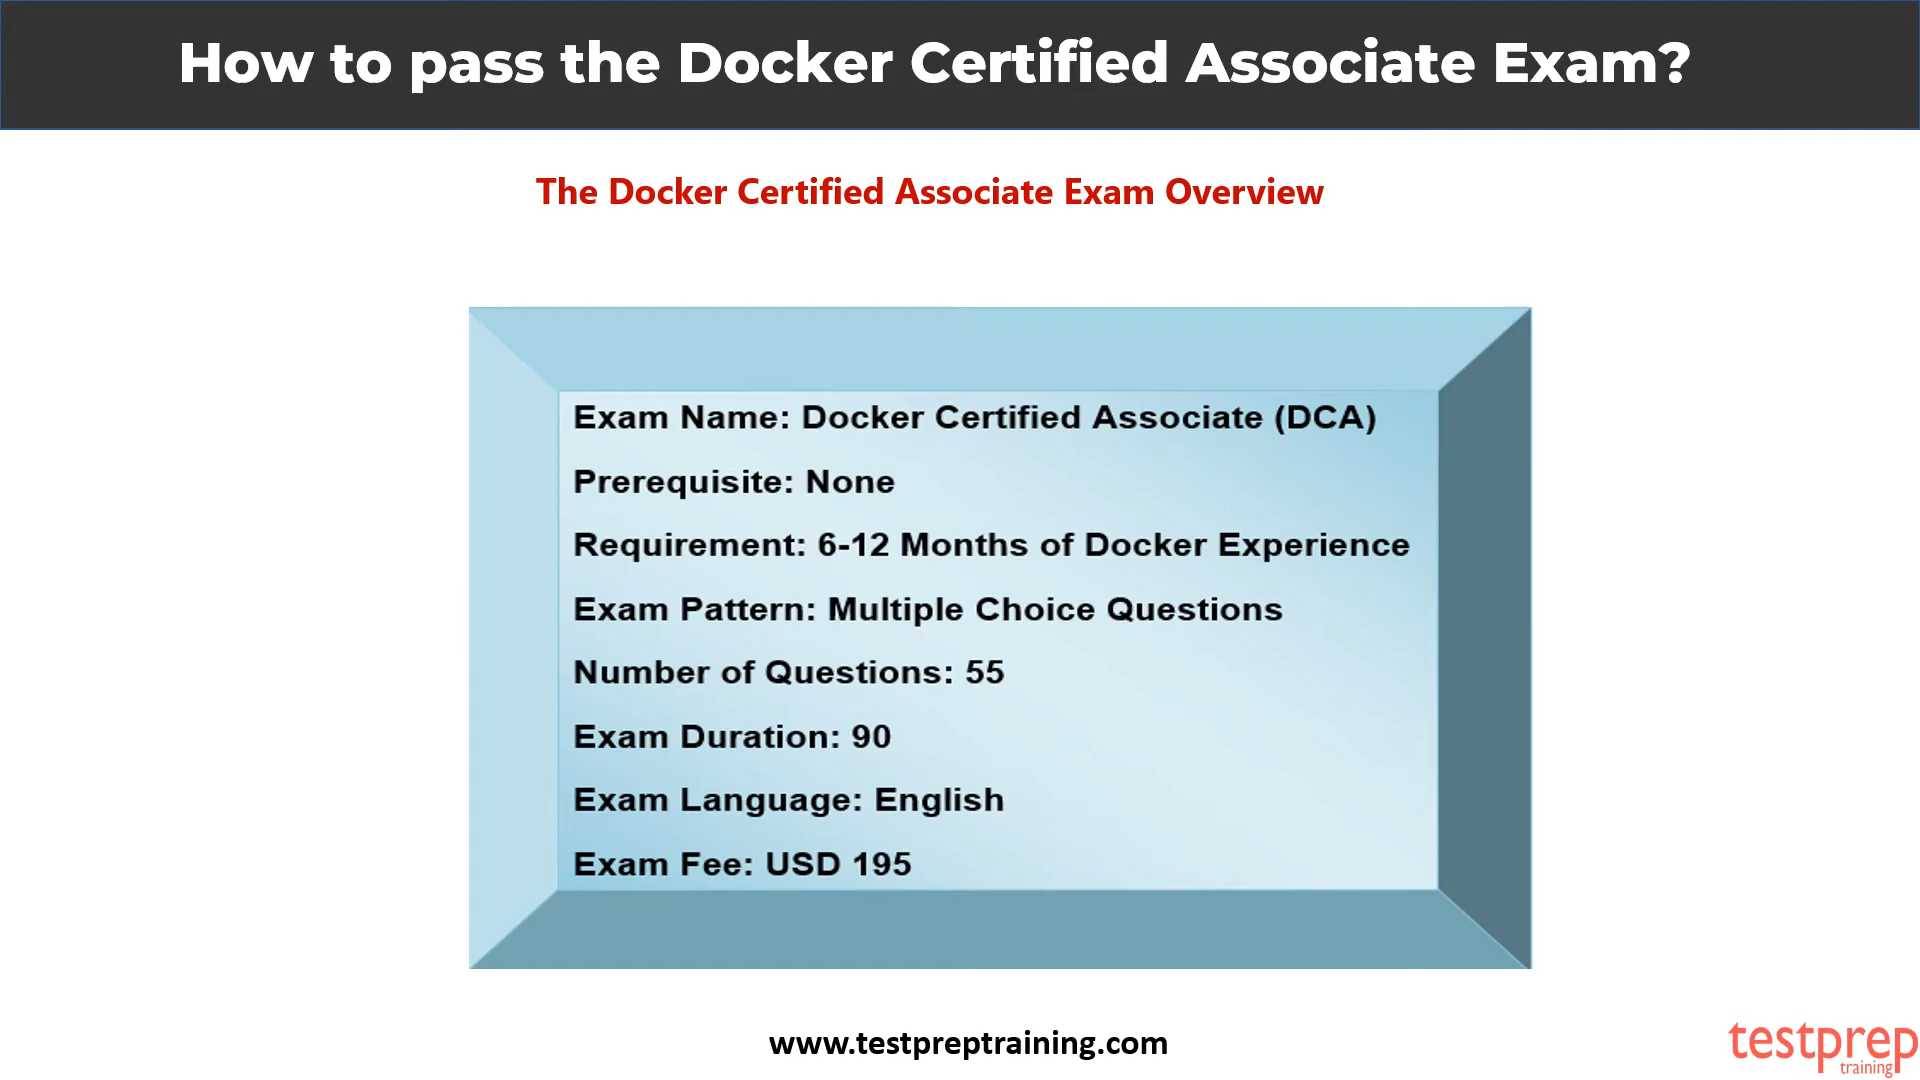 How to pass the Docker Certified Associate Exam?
The Docker Certified Associate Exam Overview
Exam Name: Docker Certified Associate (DCA)
Prerequisite: None
Requirement: 6-12 Months of Docker Experience
Exam Pattern: Multiple Choice Questions
Number of Questions: 55
Exam Duration: 90
Exam Language: English
Exam Fee: USD 195
www.testpreptraining.com
testprep
training